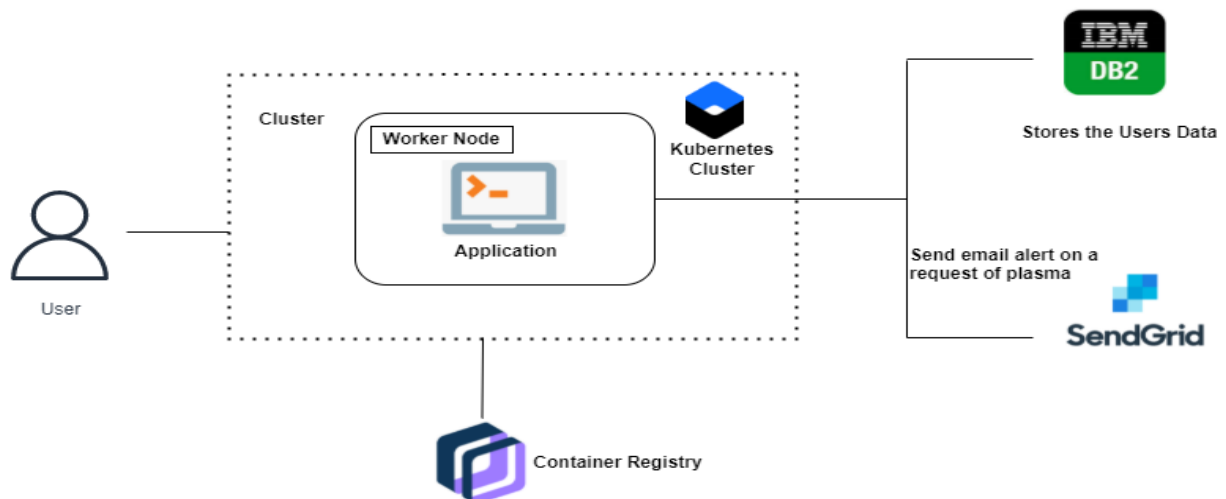 IBM
DB2
Stores the Users Data
Cluster
Worker Node
Kubernetes
Cluster
Application
User
Send email alert on a
request of plasma
SendGrid
Container Registry